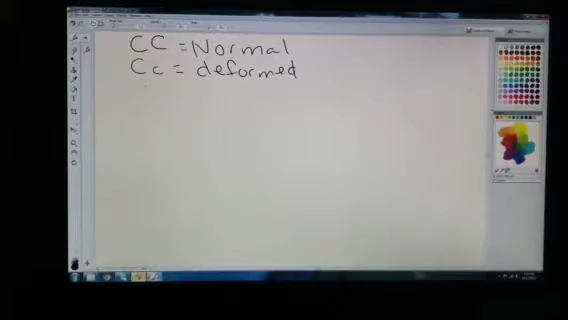 CC = Normal
Cc = deformed